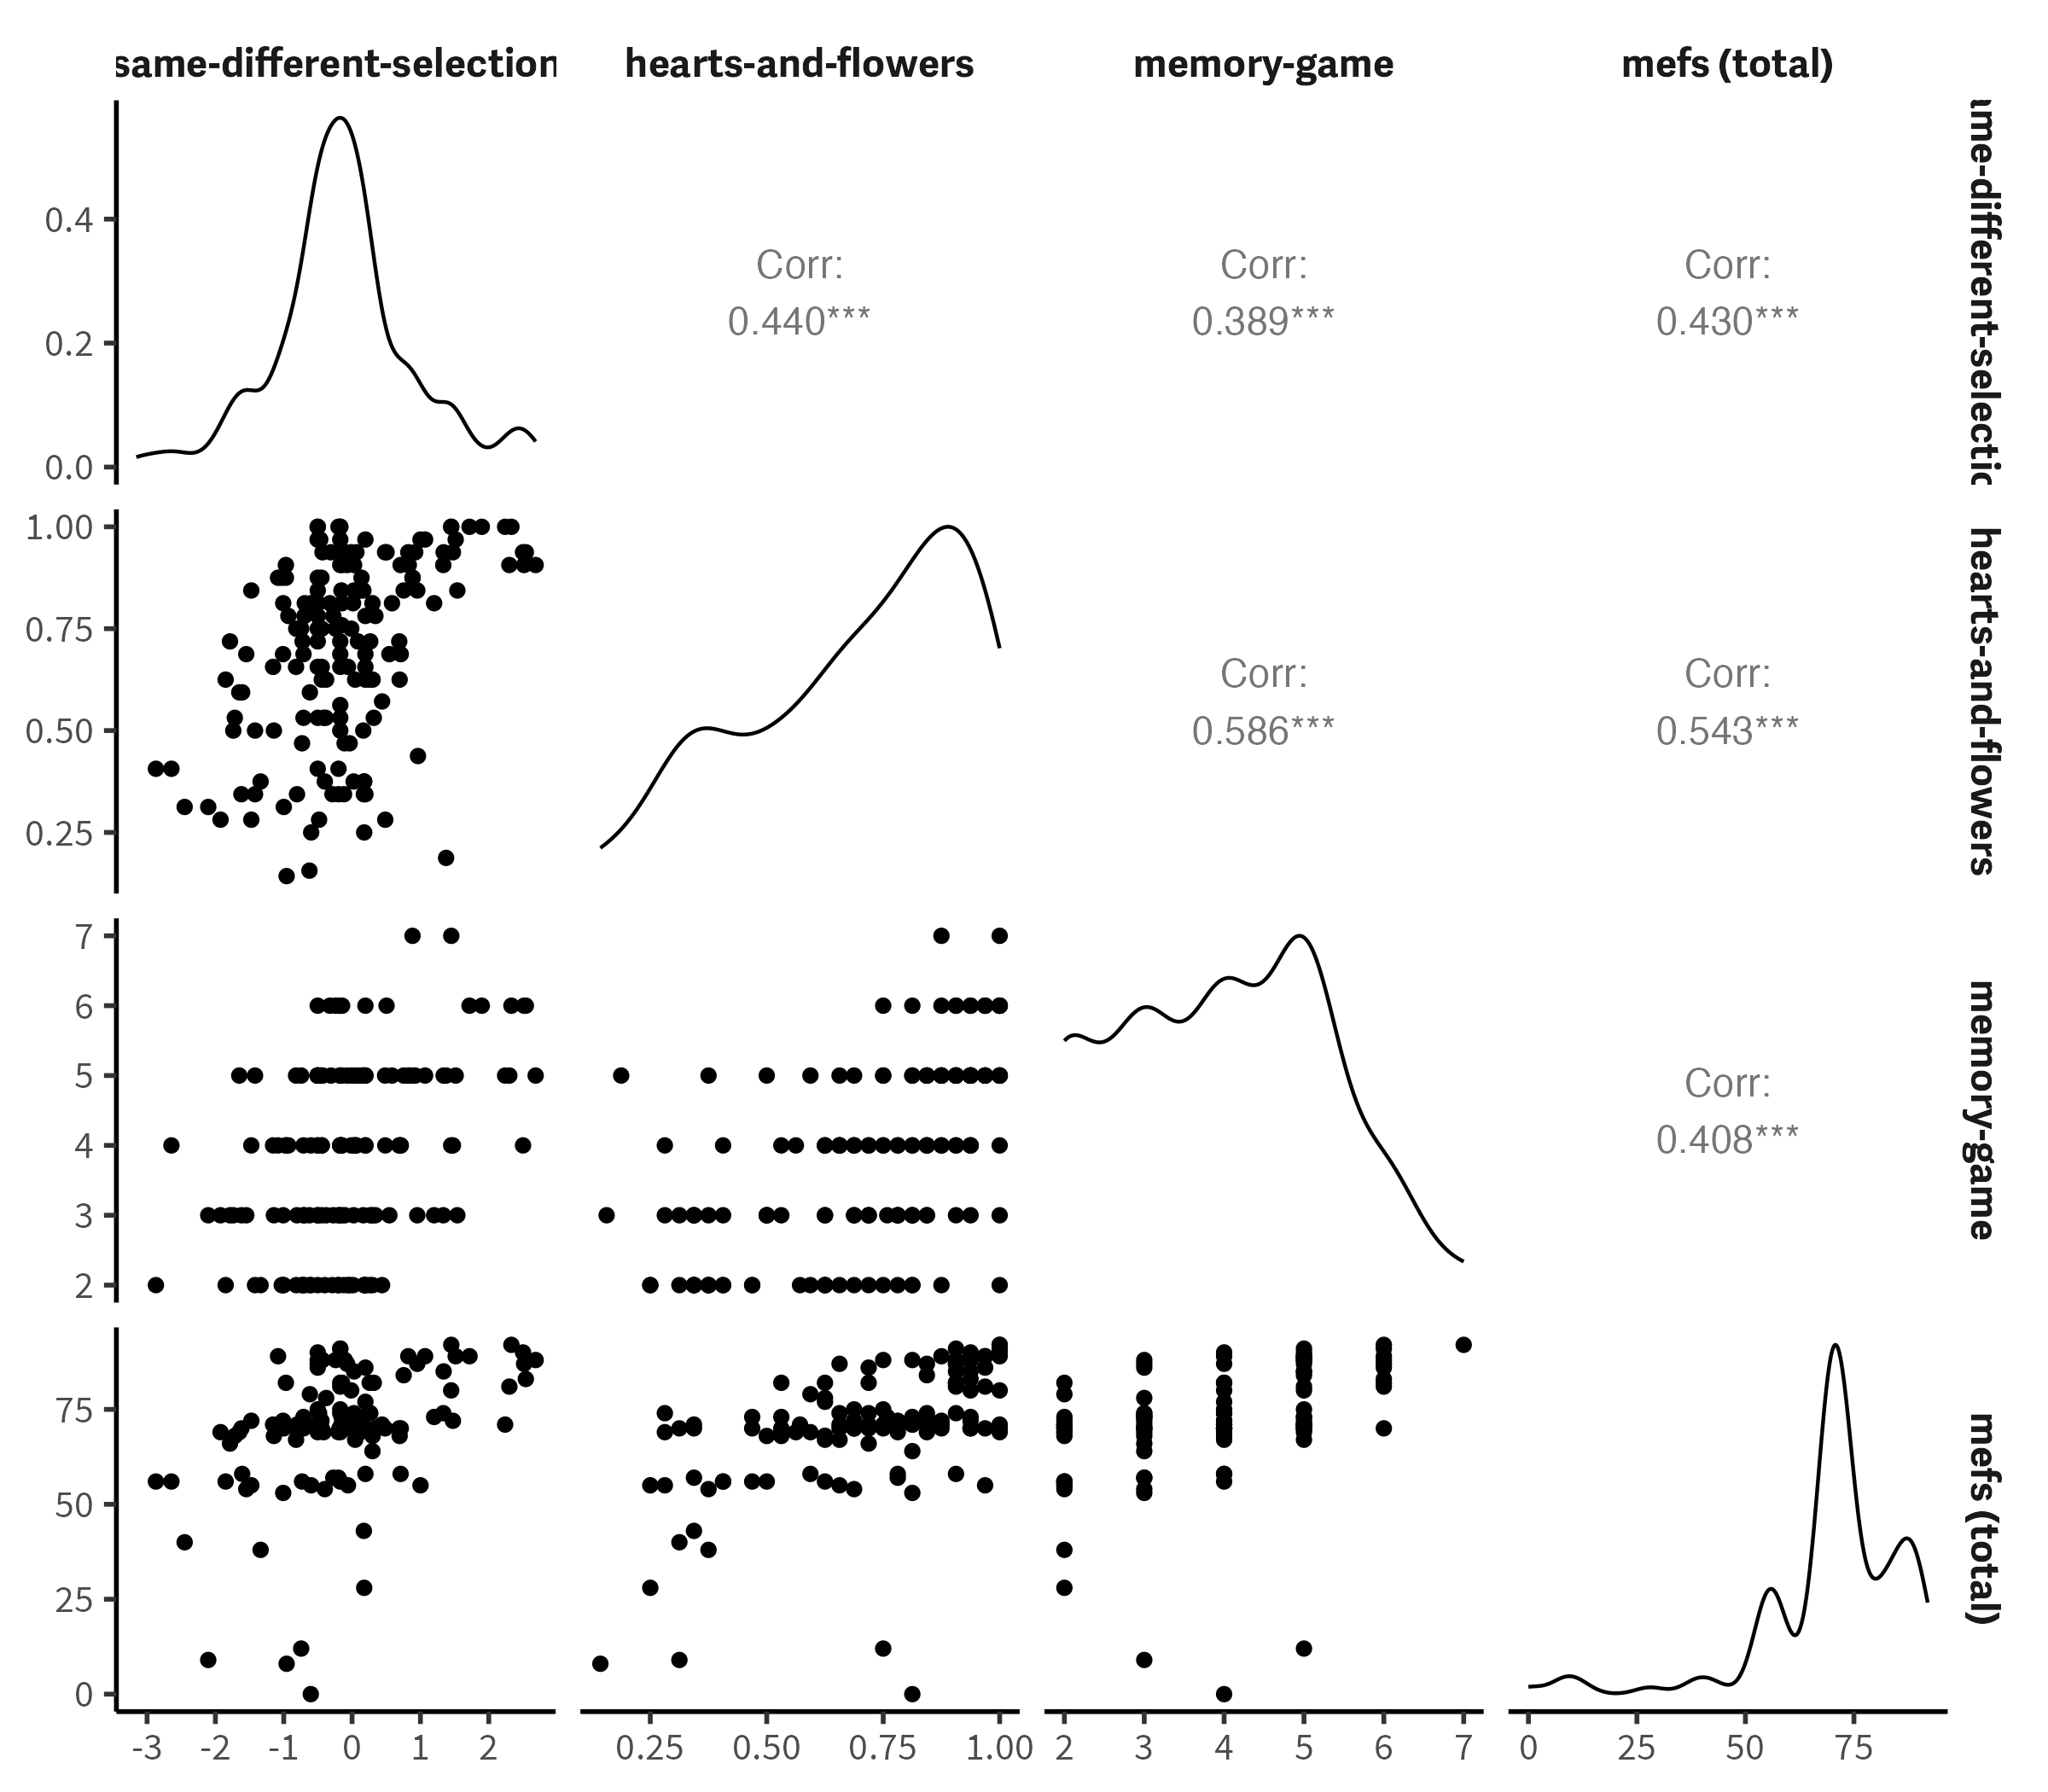 same-different-selection hearts-and-flowers memory-game mefs (total)
0.4
0.2
0.0
Corr:
0.440***
Corr:
0.389***
Corr:
0.430***
ame-different-selectic
1.00
0.75
0.50
0.25
Corr:
0.586***
Corr:
0.543***
hearts-and-flowers
7
6
5
4
3
2
Corr:
0.408***
memory-game
75
50
25
0
mefs (total)
-3 -2 -1 0 1 2
0.25 0.50 0.75 1.00
2 3 4 5 6 7
0 25 50 75